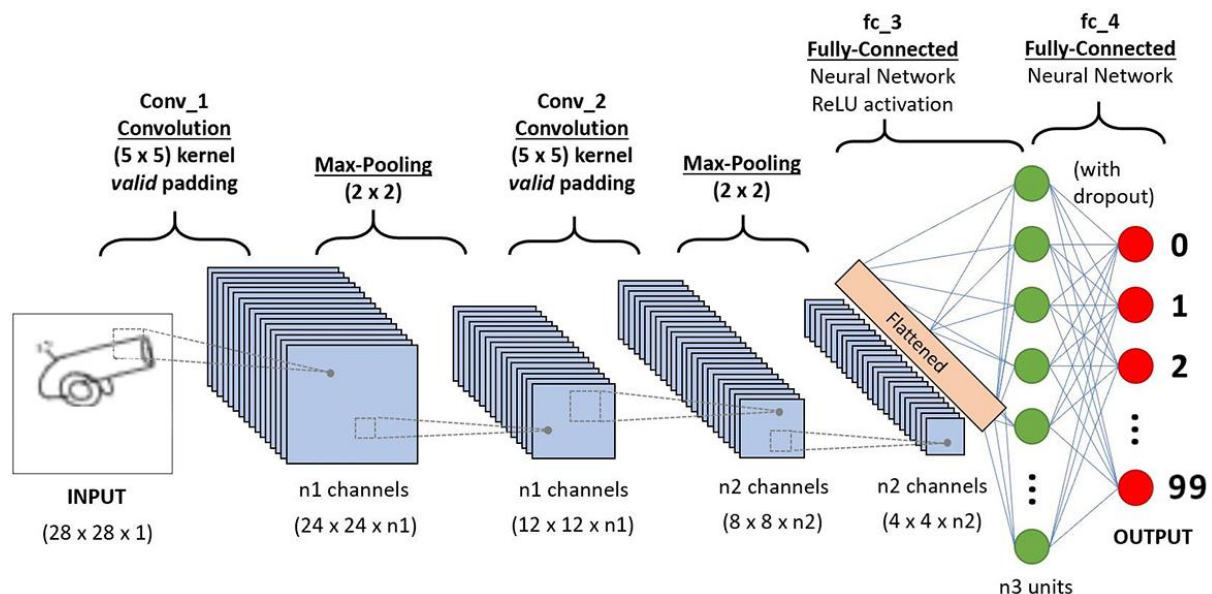 fc_3
Fully-Connected
Neural Network
ReLU activation
fc_4
Fully-Connected
Neural Network
Conv_1
Convolution
(5 x 5) kernel
valid padding
Max-Pooling
(2 x 2)
Conv_2
Convolution
(5 x 5) kernel
valid padding
Max-Pooling
(2 x 2)
(with
dropout)
0
1
2
99
OUTPUT
Flattened
INPUT
(28 x 28 x 1)
n1 channels
(24 x 24 x n1)
n1 channels
(12 x 12 x n1)
n2 channels
(8 x 8 x n2)
n2 channels
(4 x 4 x n2)
n3 units